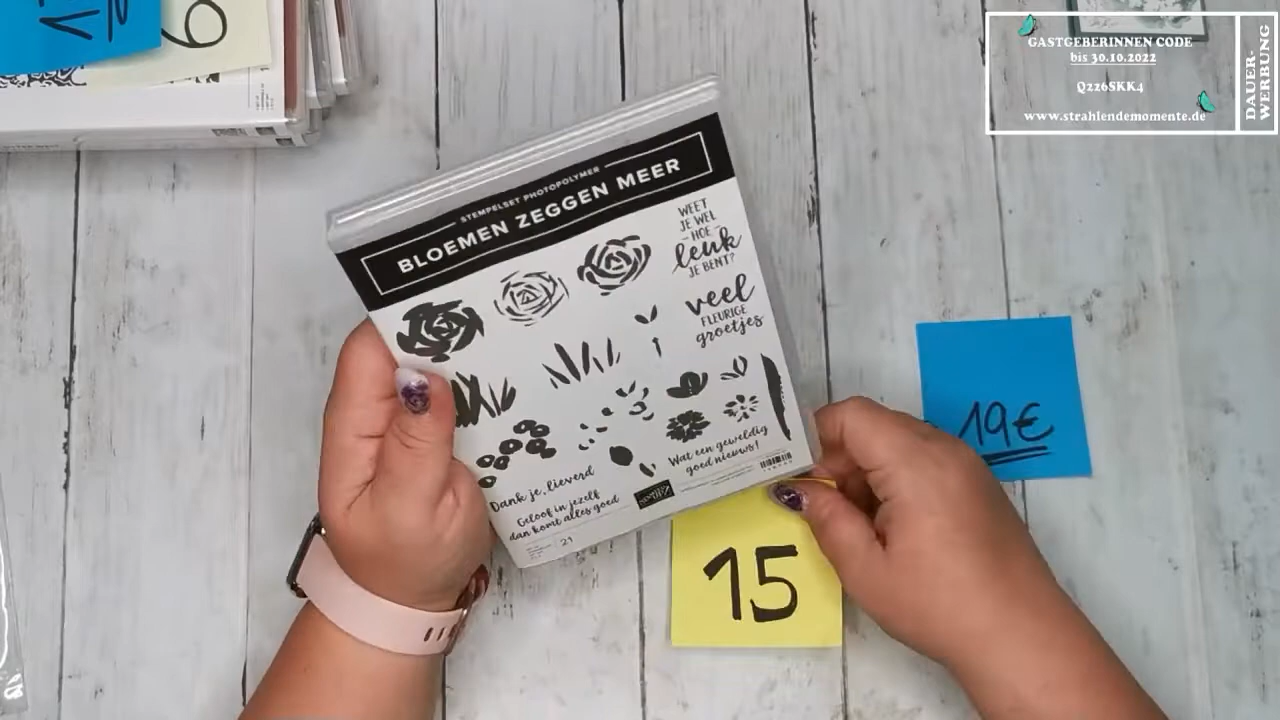 17
6
GASTGEBERINNEN CODE
bis 30.10.2022
Q226SKK4
www.strahlendemomente.de
DAUER-
WERBUNG
STEMPELSET PHOTOPOLYMER
BLOEMEN ZEGGEN MEER
WEET
JE WEL
– HOE –
leuk
JE BENT?
veel
FLEURIGE
groetjes
Wat een geweldig
goed nieuws!
Dank je, lieverd
Geloof in jezelf
dan komt alles goed
21
19€
15